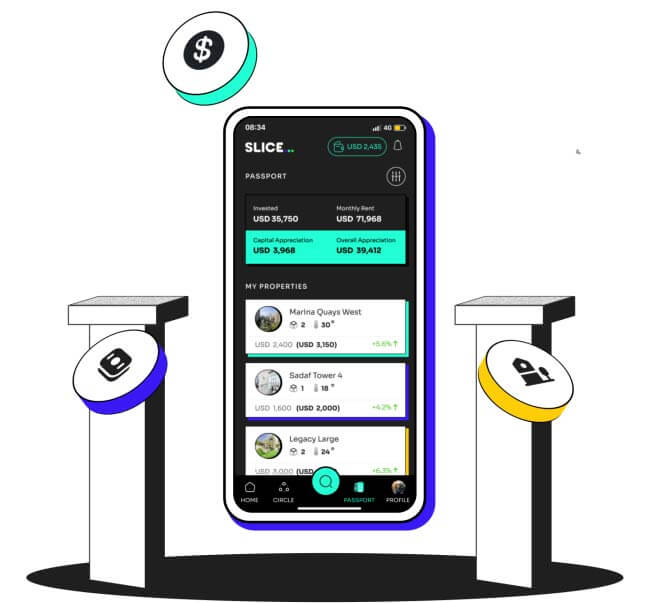 $
08:34 4G
SLICE
USD 2,435
PASSPORT
Invested Monthly Rent
USD 35,750 USD 71,968
Capital Appreciation Overall Appreciation
USD 3,968 USD 39,412
MY PROPERTIES
Marina Quays West
2 30°
USD 2,400 (USD 3,150) +5.6% ↑
Sadaf Tower 4
1 18°
USD 1,600 (USD 2,000) +4.2% ↑
Legacy Large
2 24°
USD 3,000 (USD +6.3% ↑
HOME CIRCLE PASSPORT PROFILE